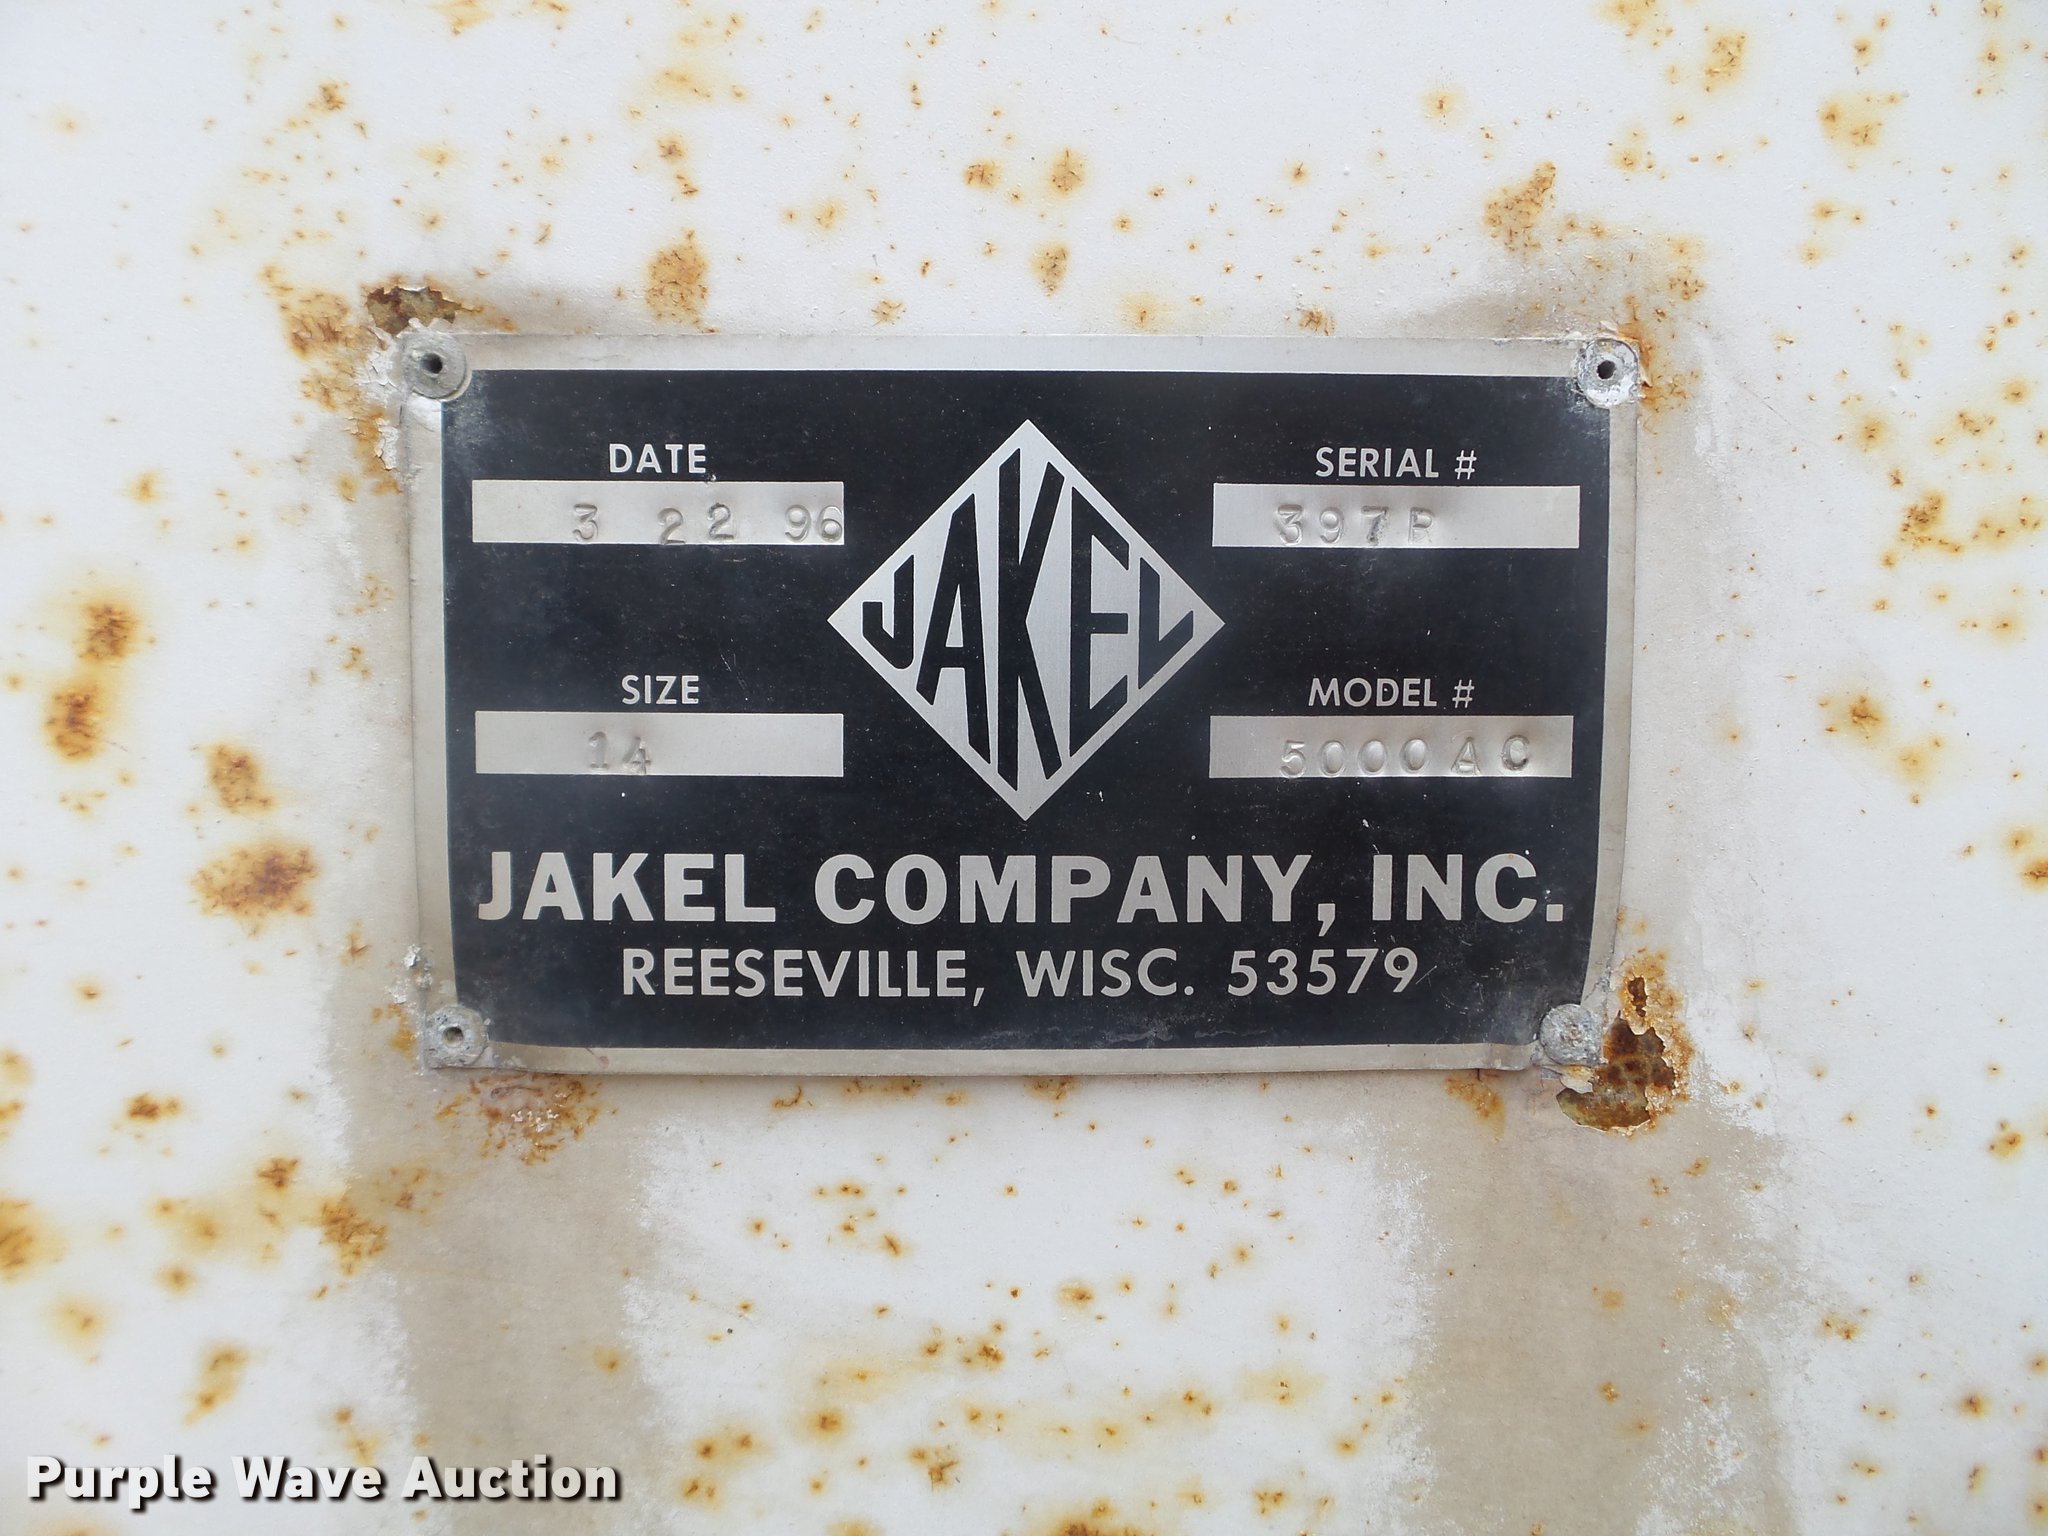 DATE
3 22 96
SERIAL #
397R
JAKEL
SIZE
14
MODEL #
5000AC
JAKEL COMPANY, INC.
REESEVILLE, WISC. 53579
Purple Wave Auction